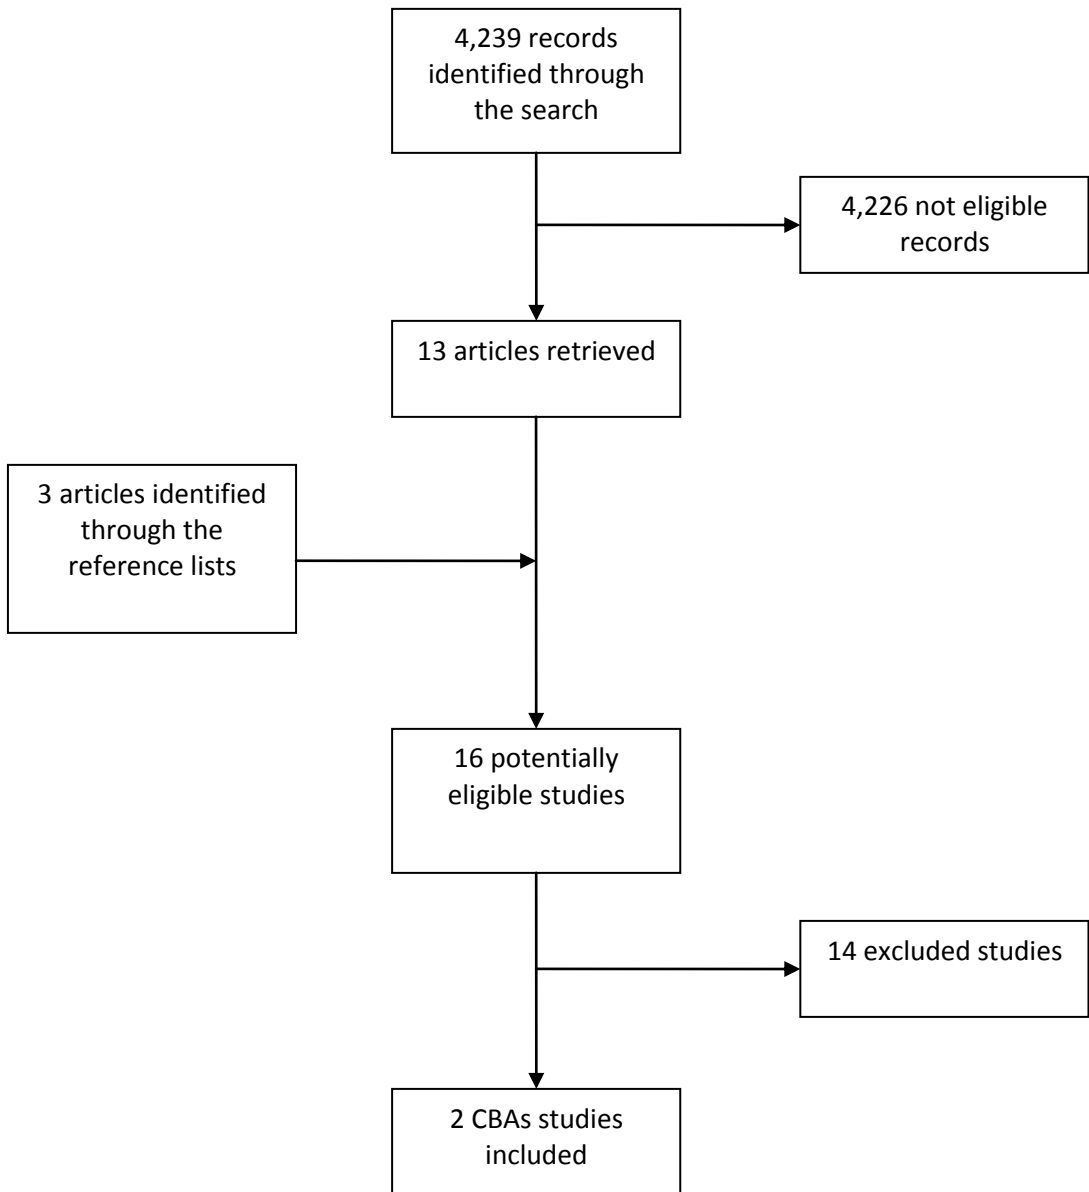 4,239 records
identified through
the search
4,226 not eligible
records
13 articles retrieved
3 articles identified
through the
reference lists
16 potentially
eligible studies
14 excluded studies
2 CBAs studies
included